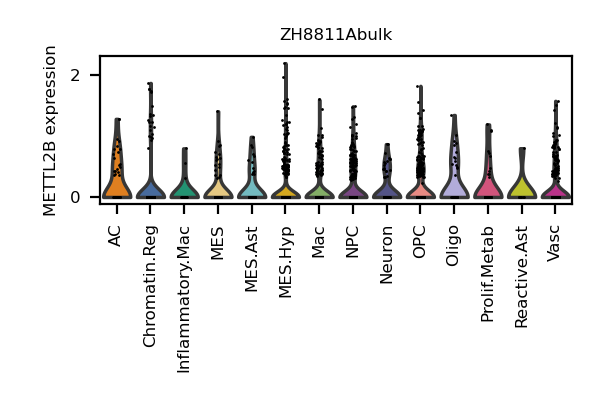 ZH8811Abulk
METTL2B expression
2
0
AC
Chromatin.Reg
Inflammatory.Mac
MES
MES.Ast
MES.Hyp
Mac
NPC
Neuron
OPC
Oligo
Prolif.Metab
Reactive.Ast
Vasc